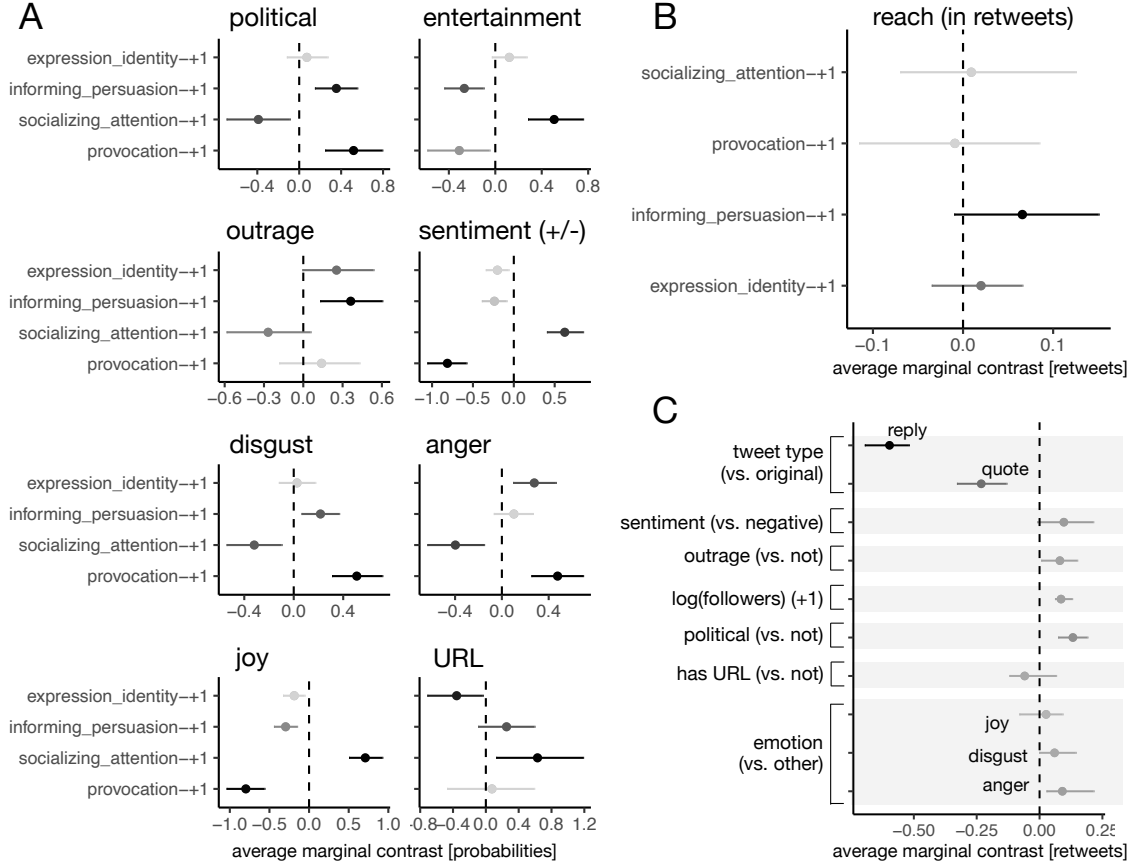 A
political
entertainment
expression_identity-+1
informing_persuasion-+1
socializing_attention-+1
provocation-+1
−0.4 0.0 0.4 0.8
−0.4 0.0 0.4 0.8
outrage
sentiment (+/-)
expression_identity-+1
informing_persuasion-+1
socializing_attention-+1
provocation-+1
−0.6 −0.3 0.0 0.3 0.6
−1.0 −0.5 0.0 0.5
disgust
anger
expression_identity-+1
informing_persuasion-+1
socializing_attention-+1
provocation-+1
−0.4 0.0 0.4
−0.4 0.0 0.4
joy
URL
expression_identity-+1
informing_persuasion-+1
socializing_attention-+1
provocation-+1
−1.0 −0.5 0.0 0.5 1.0
−0.8 −0.4 0.0 0.4 0.8 1.2
average marginal contrast [probabilities]
B
reach (in retweets)
socializing_attention-+1
provocation-+1
informing_persuasion-+1
expression_identity-+1
−0.1 0.0 0.1
average marginal contrast [retweets]
C
reply
tweet type
(vs. original)
quote
sentiment (vs. negative)
outrage (vs. not)
log(followers) (+1)
political (vs. not)
has URL (vs. not)
joy
emotion
(vs. other)
disgust
anger
−0.50 −0.25 0.00 0.25
average marginal contrast [retweets]